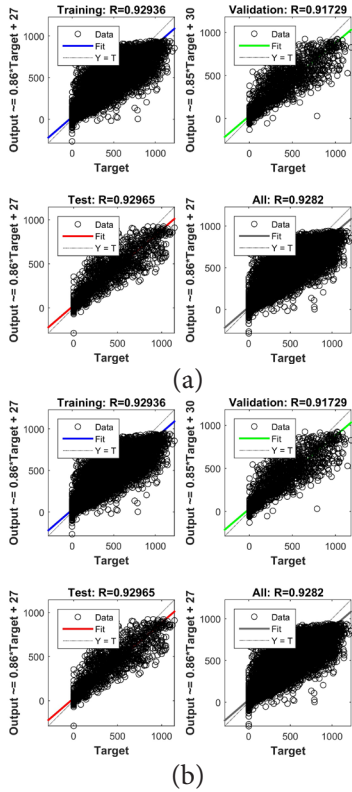 Training: R=0.92936
Output ~= 0.86*Target + 27
1000
500
0
Data
Fit
Y = T
0
500
1000
Target
Validation: R=0.91729
Output ~= 0.85*Target + 30
1000
500
0
Data
Fit
Y = T
0
500
1000
Target
Test: R=0.92965
Output ~= 0.86*Target + 27
1000
500
0
Data
Fit
Y = T
0
500
1000
Target
All: R=0.9282
Output ~= 0.86*Target + 27
1000
500
0
Data
Fit
Y = T
0
500
1000
Target
(a)
Training: R=0.92936
Output ~= 0.86*Target + 27
1000
500
0
Data
Fit
Y = T
0
500
1000
Target
Validation: R=0.91729
Output ~= 0.85*Target + 30
1000
500
0
Data
Fit
Y = T
0
500
1000
Target
Test: R=0.92965
Output ~= 0.86*Target + 27
1000
500
0
Data
Fit
Y = T
0
500
1000
Target
All: R=0.9282
Output ~= 0.86*Target + 27
1000
500
0
Data
Fit
Y = T
0
500
1000
Target
(b)